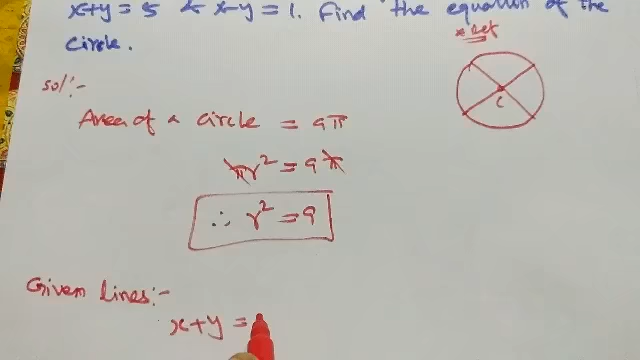 x+y=5 & x-y=1. Find the equation of the
Circle.
sol:-
C
Area of a circle = 9π
πr² = 9π
∴ r² = 9
Given lines:-
x+y =